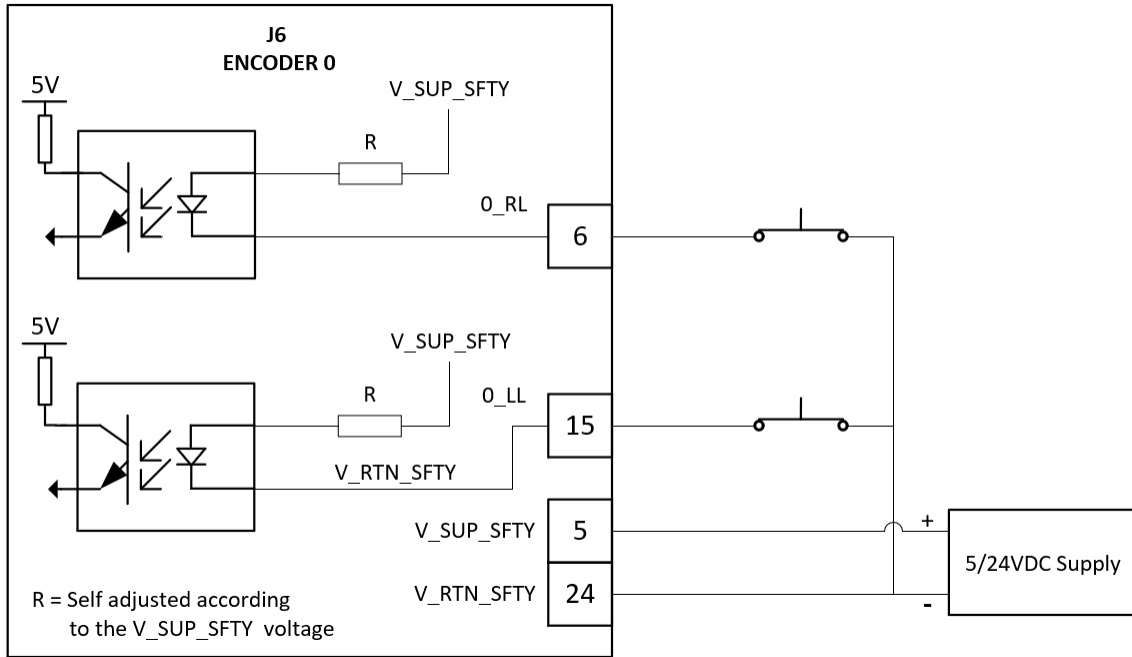 J6
ENCODER 0
5V
V_SUP_SFTY
R
0_RL
6
5V
V_SUP_SFTY
R
0_LL
15
V_RTN_SFTY
V_SUP_SFTY
5
+
5/24VDC Supply
V_RTN_SFTY
24
-
R = Self adjusted according
to the V_SUP_SFTY voltage